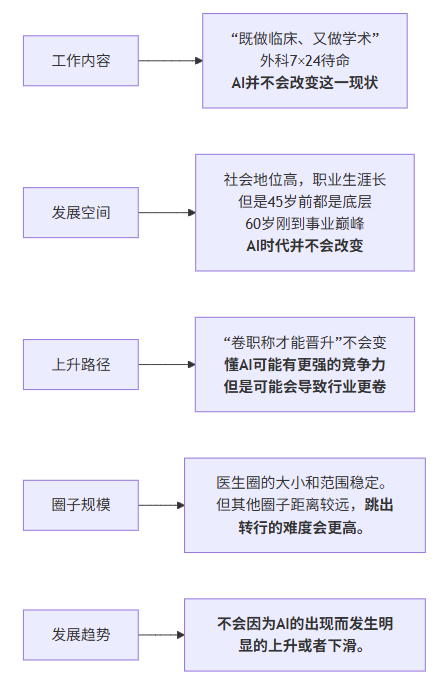 工作内容
“既做临床、又做学术”
外科7×24待命
AI并不会改变这一现状
发展空间
社会地位高，职业生涯长
但是45岁前都是底层
60岁刚到事业巅峰
AI时代并不会改变
上升路径
“卷职称才能晋升”不会变
懂AI可能有更强的竞争力
但是可能会导致行业更卷
圈子规模
医生圈的大小和范围稳定。
但其他圈子距离较远，跳出
转行的难度会更高。
发展趋势
不会因为AI的出现而发生明
显的上升或者下滑。